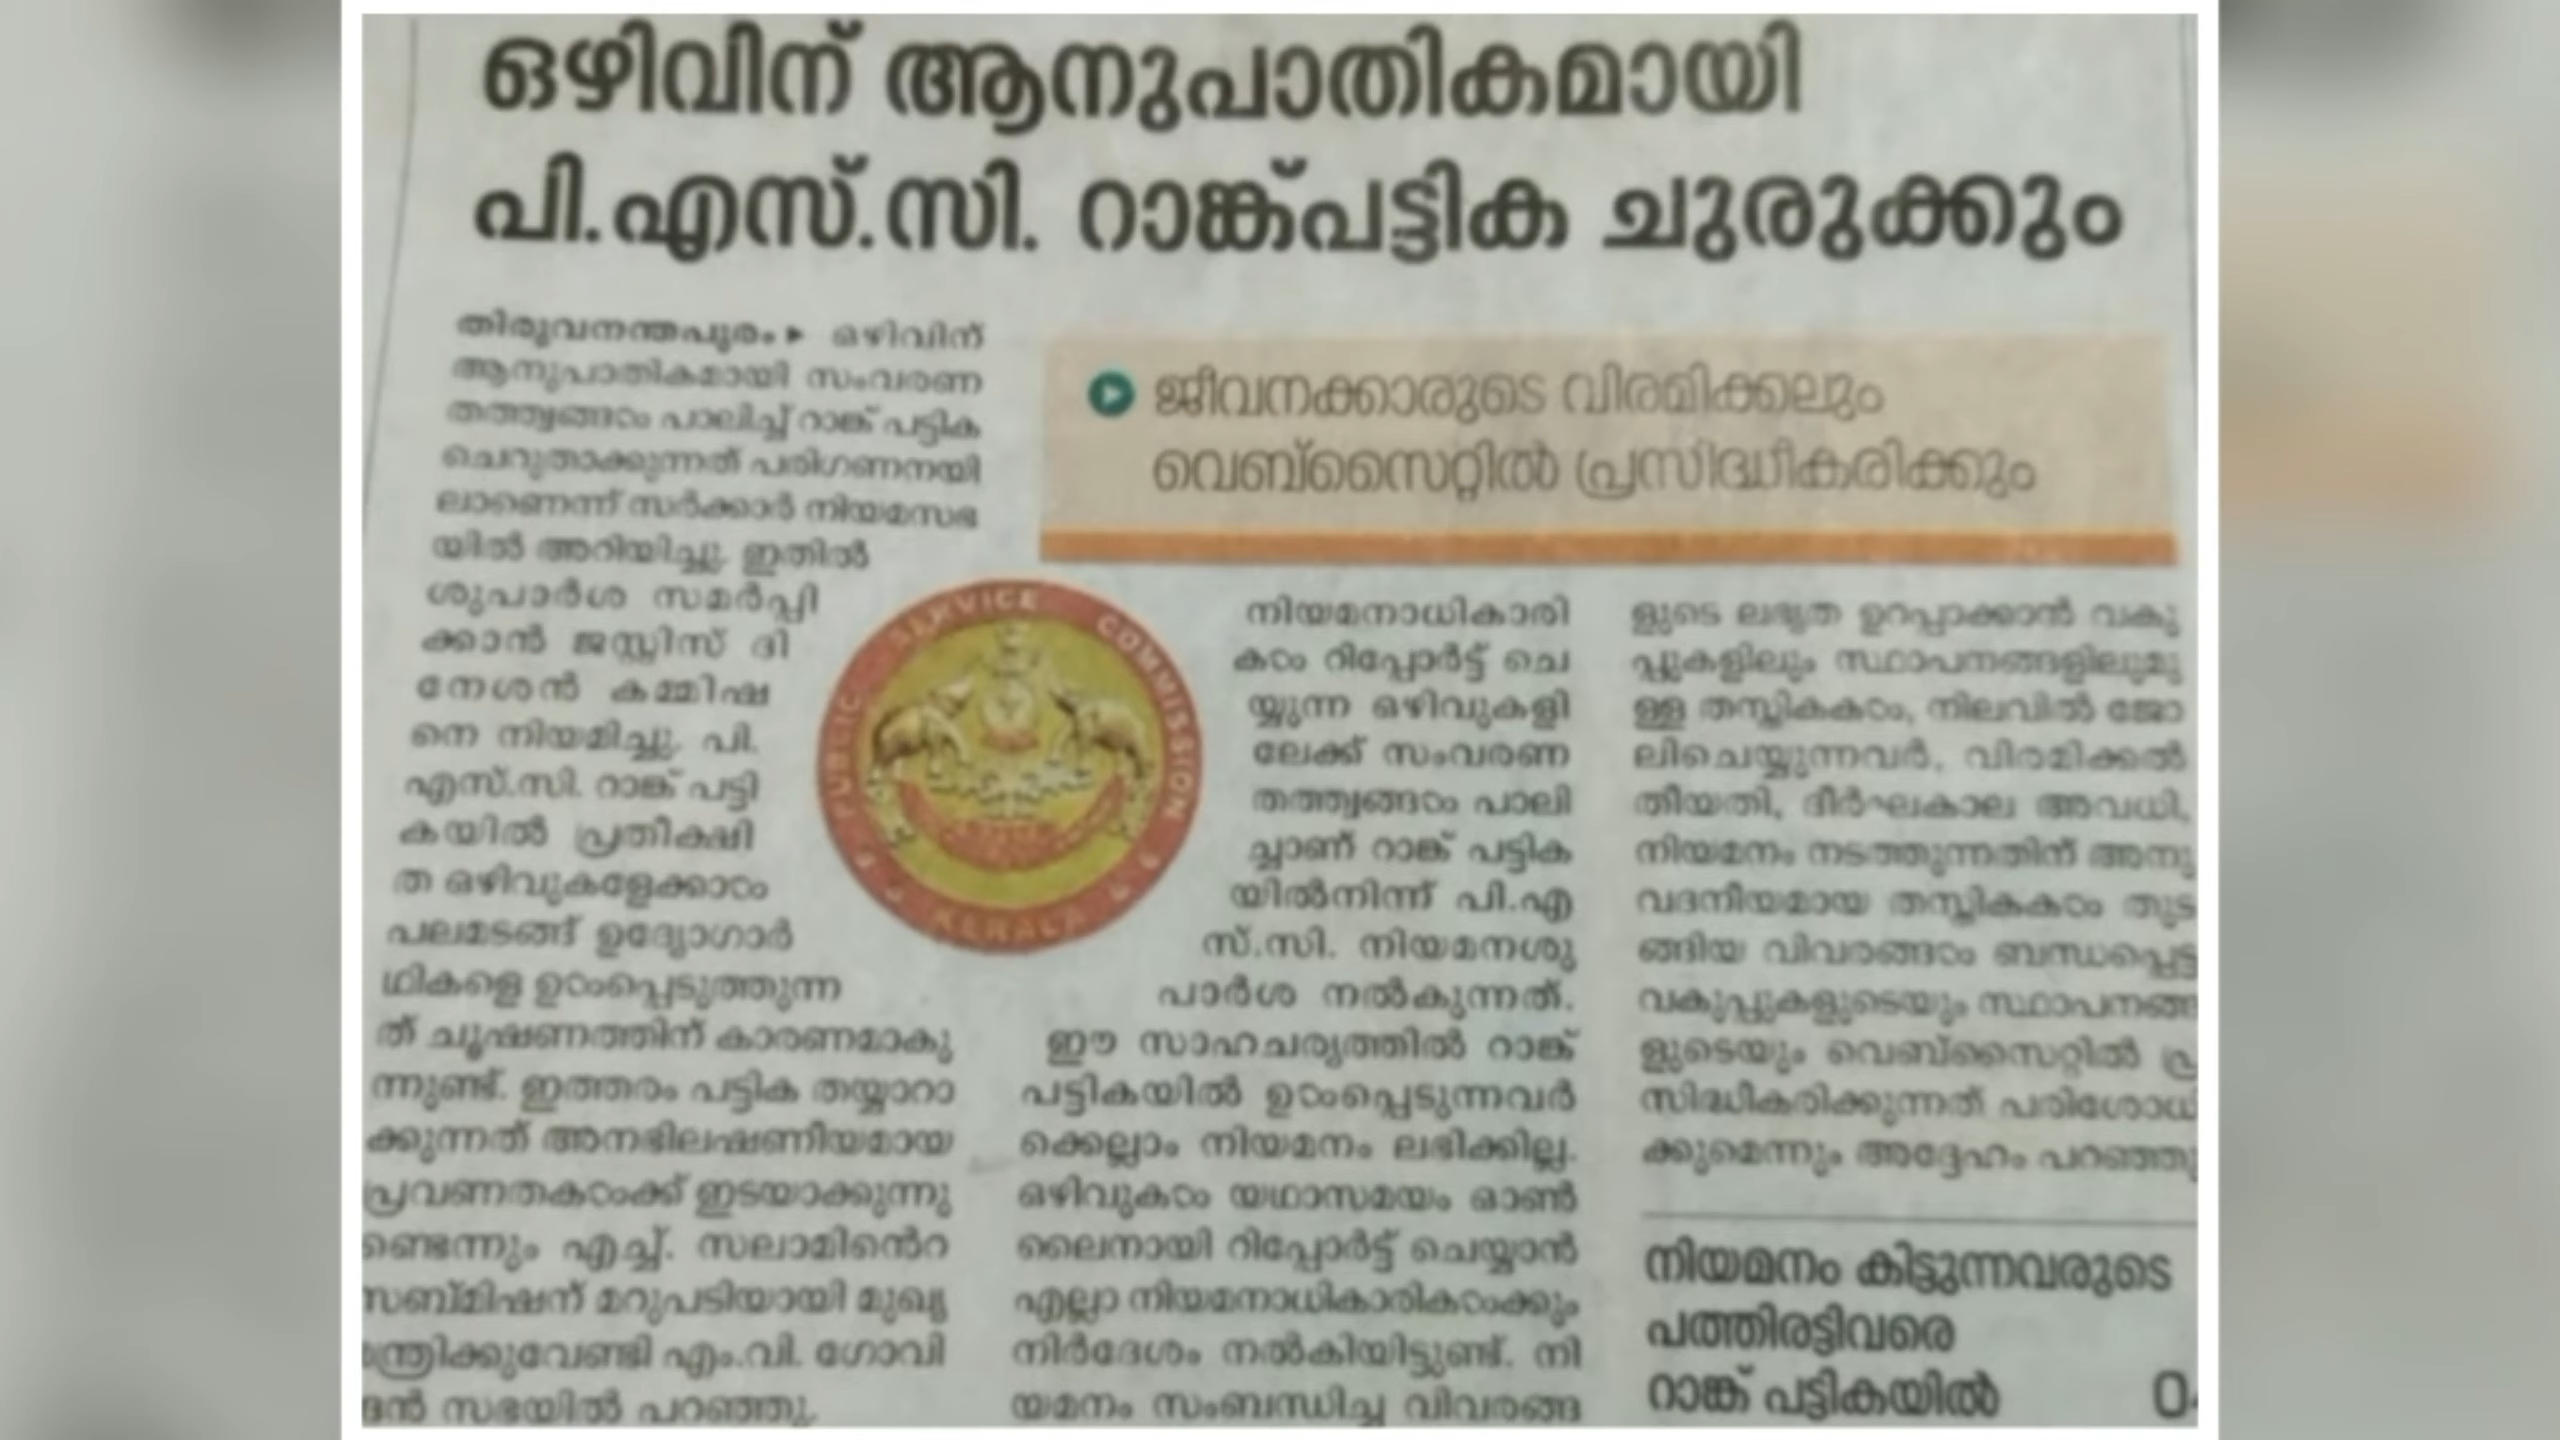 ഒഴിവിന് ആനുപാതികമായി
പി.എസ്.സി. റാങ്ക്പട്ടിക ചുരുക്കും
തിരുവനന്തപുരം ▸ ഒഴിവിന്
ആനുപാതികമായി സംവരണ
തത്ത്വങ്ങൾ പാലിച്ച് റാങ്ക് പട്ടിക
ചെറുതാക്കുന്നത് പരിഗണനയി
ലാണെന്ന് സർക്കാർ നിയമസഭ
യിൽ അറിയിച്ചു. ഇതിൽ
ശുപാർശ സമർപ്പി
ക്കാൻ ജസ്റ്റിസ് ദി
നേശൻ കമ്മിഷ
നെ നിയമിച്ചു. പി.
എസ്.സി. റാങ്ക് പട്ടി
കയിൽ പ്രതീക്ഷി
ത ഒഴിവുകളേക്കാൾ
പലമടങ്ങ് ഉദ്യോഗാർ
ഥികളെ ഉൾപ്പെടുത്തുന്ന
ത് ചൂഷണത്തിന് കാരണമാകു
ന്നുണ്ട്. ഇത്തരം പട്ടിക തയ്യാറാ
ക്കുന്നത് അനഭിലഷണീയമായ
പ്രവണതകൾക്ക് ഇടയാക്കുന്നു
ണ്ടെന്നും എച്ച്. സലാമിന്റെ
സബ്മിഷന് മറുപടിയായി മുഖ്യ
മന്ത്രിക്കുവേണ്ടി എം.വി. ഗോവി
ന്ദൻ സഭയിൽ പറഞ്ഞു.
PUBLIC SERVICE COMMISSION
KERALA
ജീവനക്കാരുടെ വിരമിക്കലും
വെബ്സൈറ്റിൽ പ്രസിദ്ധീകരിക്കും
നിയമനാധികാരി
കൾ റിപ്പോർട്ട് ചെ
യ്യുന്ന ഒഴിവുകളി
ലേക്ക് സംവരണ
തത്ത്വങ്ങൾ പാലി
ച്ചാണ് റാങ്ക് പട്ടിക
യിൽനിന്ന് പി.എ
സ്.സി. നിയമനശു
പാർശ നൽകുന്നത്.
ഈ സാഹചര്യത്തിൽ റാങ്ക്
പട്ടികയിൽ ഉൾപ്പെടുന്നവർ
ക്കെല്ലാം നിയമനം ലഭിക്കില്ല.
ഒഴിവുകൾ യഥാസമയം ഓൺ
ലൈനായി റിപ്പോർട്ട് ചെയ്യാൻ
എല്ലാ നിയമനാധികാരികൾക്കും
നിർദേശം നൽകിയിട്ടുണ്ട്. നി
യമനം സംബന്ധിച്ച വിവരങ്ങ
ളുടെ ലഭ്യത ഉറപ്പാക്കാൻ വകു
പ്പുകളിലും സ്ഥാപനങ്ങളിലുമു
ള്ള തസ്തികകൾ, നിലവിൽ ജോ
ലിചെയ്യുന്നവർ, വിരമിക്കൽ
തീയതി, ദീർഘകാല അവധി,
നിയമനം നടത്തുന്നതിന് അനു
വദനീയമായ തസ്തികകൾ തുട
ങ്ങിയ വിവരങ്ങൾ ബന്ധപ്പെട്ട
വകുപ്പുകളുടെയും സ്ഥാപനങ്ങ
ളുടെയും വെബ്സൈറ്റിൽ പ്ര
സിദ്ധീകരിക്കുന്നത് പരിശോധി
ക്കുമെന്നും അദ്ദേഹം പറഞ്ഞു
നിയമനം കിട്ടുന്നവരുടെ
പത്തിരട്ടിവരെ
റാങ്ക് പട്ടികയിൽ